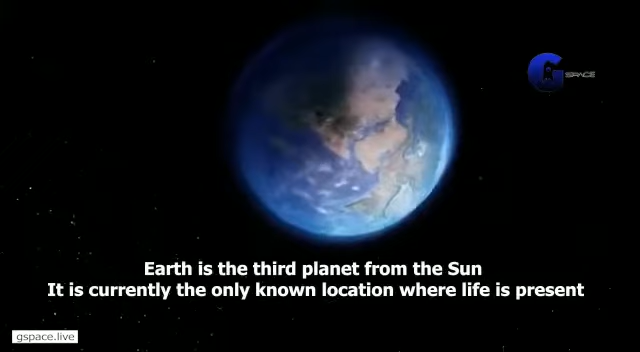 G SPACE
Earth is the third planet from the Sun
It is currently the only known location where life is present
gspace.live